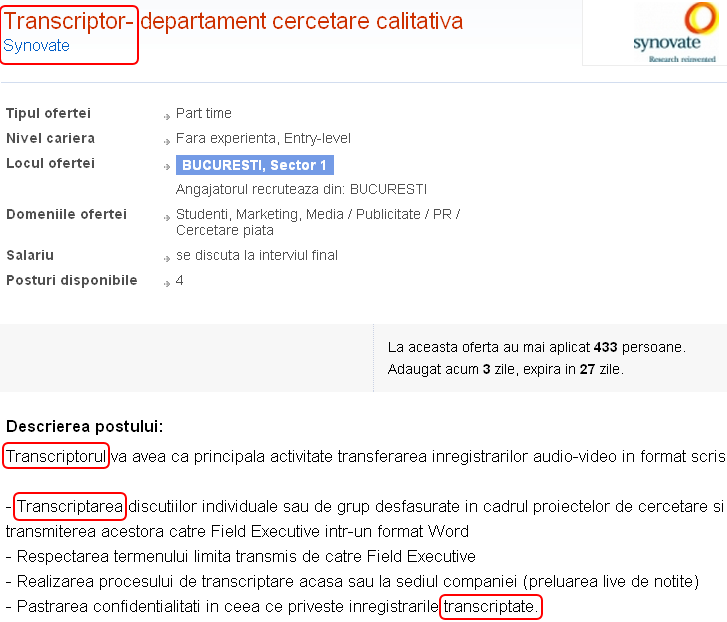 Transcriptor- departament cercetare calitativa
Synovate
synovate
Research reinvented
Tipul ofertei Part time
Nivel cariera Fara experienta, Entry-level
Locul ofertei BUCURESTI, Sector 1
Angajatorul recruteaza din: BUCURESTI
Domeniile ofertei Studenti, Marketing, Media / Publicitate / PR /
Cercetare piata
Salariu se discuta la interviul final
Posturi disponibile 4
La aceasta oferta au mai aplicat 433 persoane.
Adaugat acum 3 zile, expira in 27 zile.
Descrierea postului:
Transcriptorul va avea ca principala activitate transferarea inregistrarilor audio-video in format scris
- Transcriptarea discutiilor individuale sau de grup desfasurate in cadrul proiectelor de cercetare si
transmiterea acestora catre Field Executive intr-un format Word
- Respectarea termenului limita transmis de catre Field Executive
- Realizarea procesului de transcriptare acasa sau la sediul companiei (preluarea live de notite)
- Pastrarea confidentialitati in ceea ce priveste inregistrarile transcriptate.